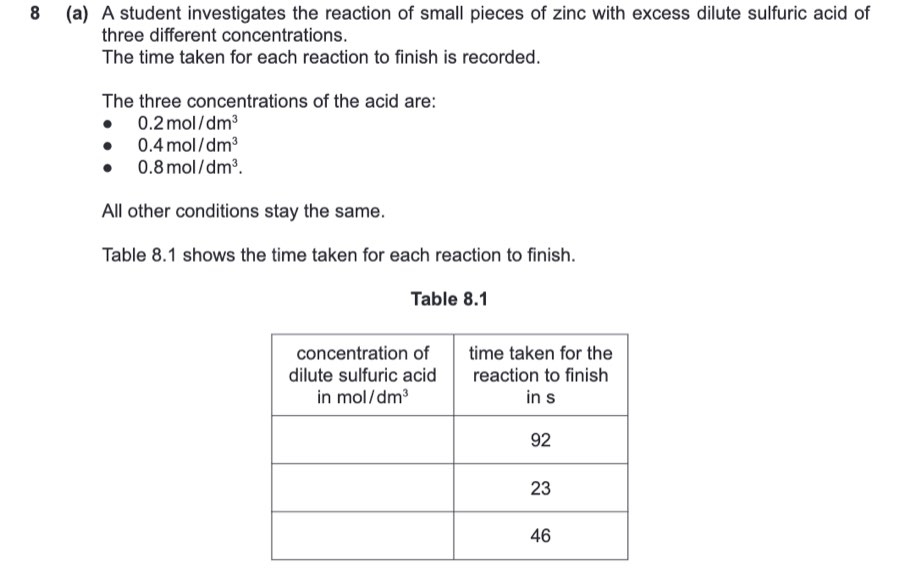 8 (a) A student investigates the reaction of small pieces of zinc with excess dilute sulfuric acid of
three different concentrations.
The time taken for each reaction to finish is recorded.
The three concentrations of the acid are:
• 0.2 mol/dm³
• 0.4 mol/dm³
• 0.8 mol/dm³.
All other conditions stay the same.
Table 8.1 shows the time taken for each reaction to finish.
Table 8.1
concentration of
dilute sulfuric acid
in mol/dm³
time taken for the
reaction to finish
in s
92
23
46